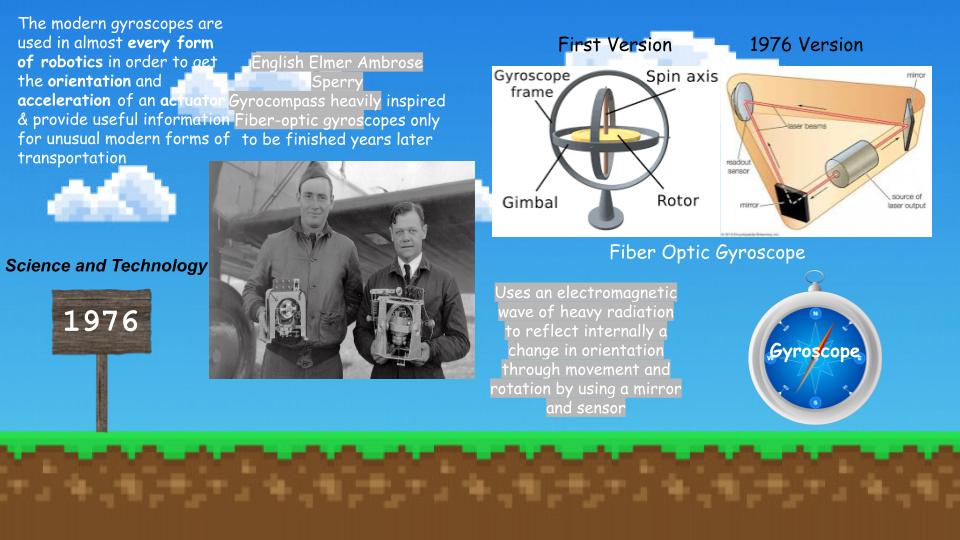 The modern gyroscopes are
used in almost every form
of robotics in order to get
the orientation and
acceleration of an actuator
& provide useful information
for unusual modern forms of
transportation
English Elmer Ambrose
Sperry
Gyrocompass heavily inspired
Fiber-optic gyroscopes only
to be finished years later
Science and Technology
1976
First Version
1976 Version
Gyroscope
frame
Spin axis
Gimbal
Rotor
mirror
laser beams
readout
sensor
mirror
source of
laser output
Fiber Optic Gyroscope
Uses an electromagnetic
wave of heavy radiation
to reflect internally a
change in orientation
through movement and
rotation by using a mirror
and sensor
N
Gyroscope
S